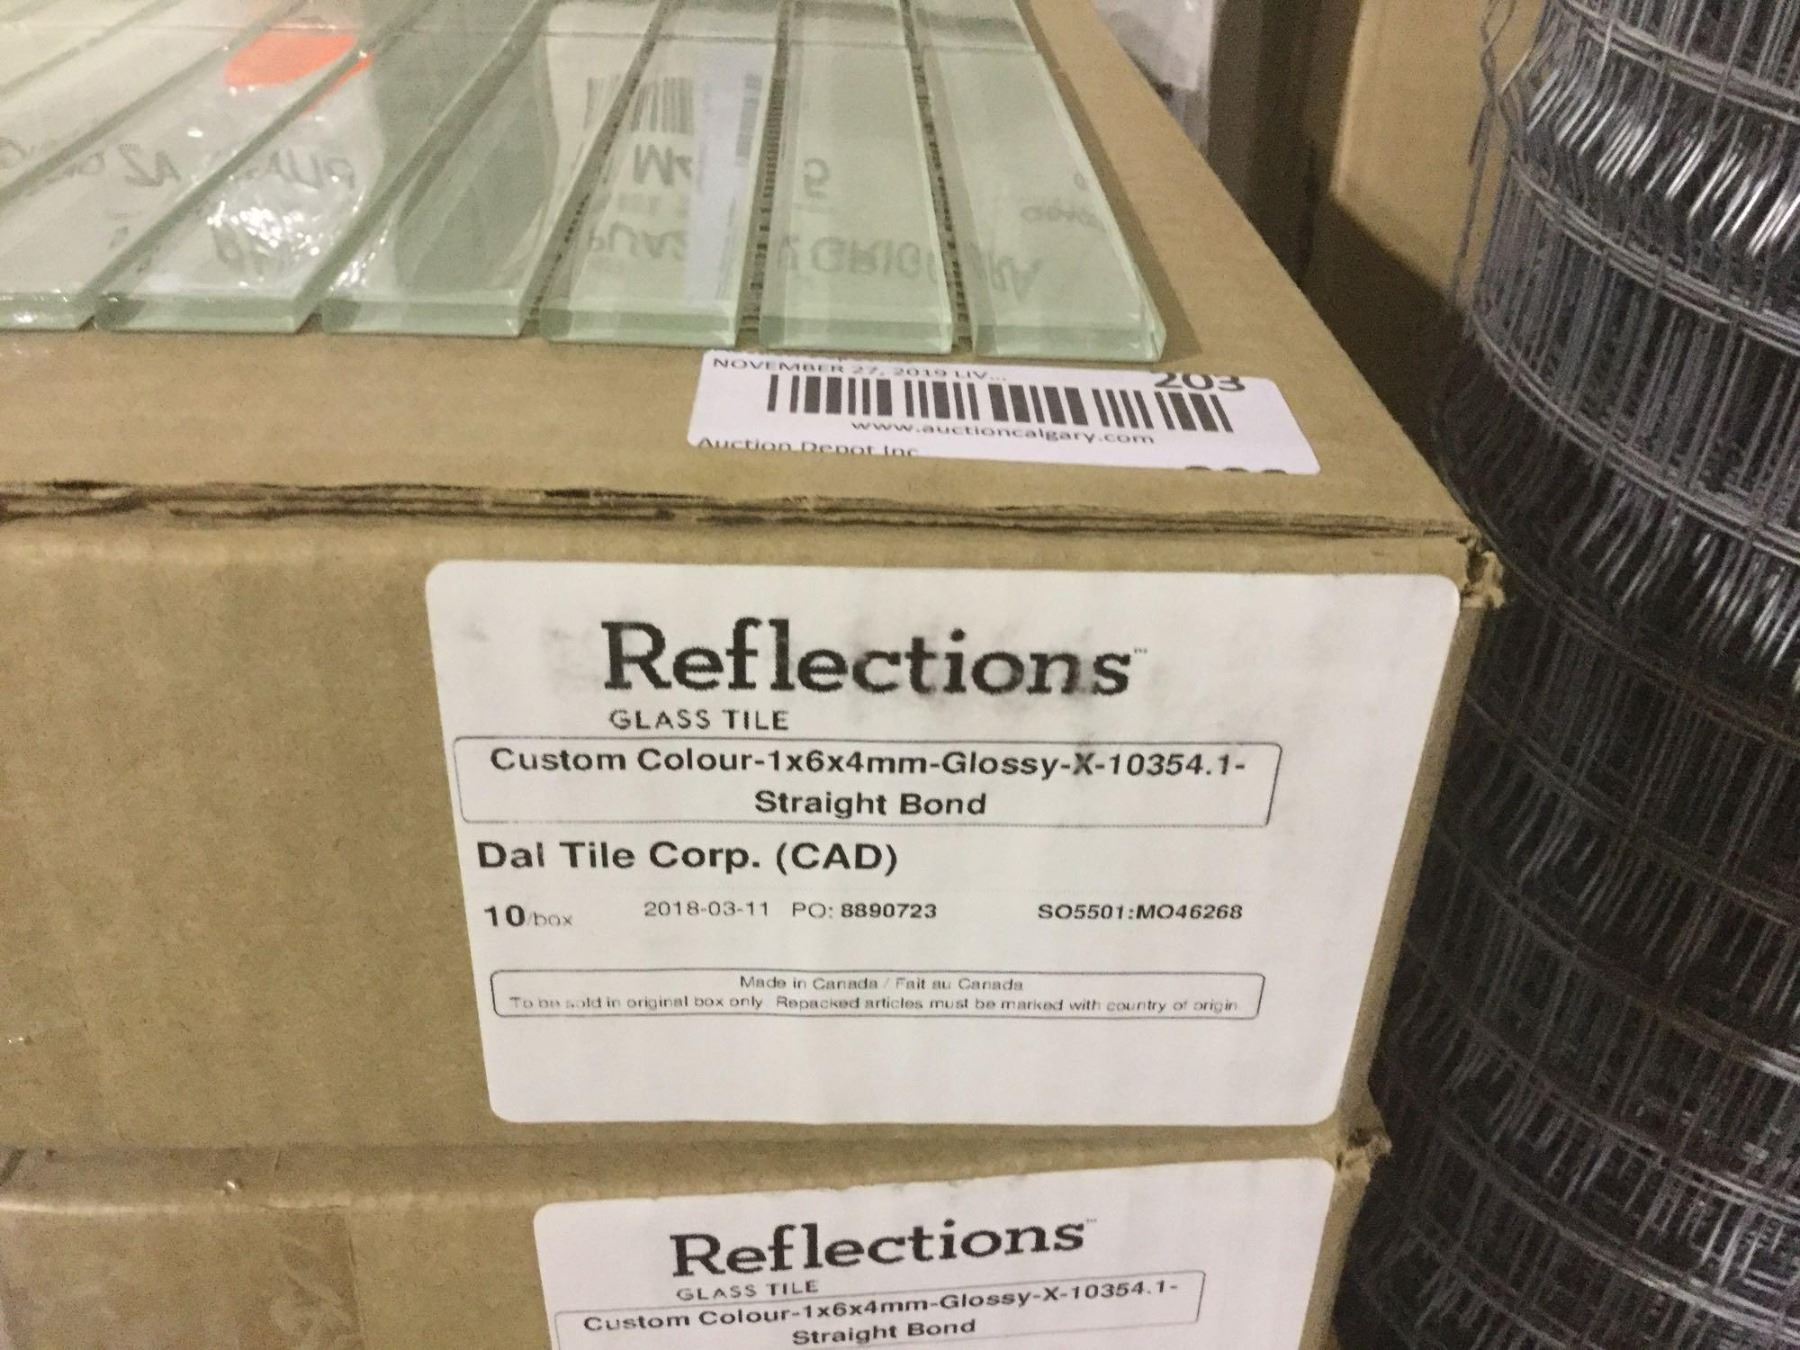 NOVEMBER 27, 2019 LIV...
203
www.auctioncalgary.com
Auction Depot Inc
Reflections™
GLASS TILE
Custom Colour-1x6x4mm-Glossy-X-10354.1-
Straight Bond
Dal Tile Corp. (CAD)
10/box 2018-03-11 PO: 8890723 SO5501:MO46268
Made in Canada / Fait au Canada
To be sold in original box only. Repacked articles must be marked with country of origin.
Reflections™
GLASS TILE
Custom Colour-1x6x4mm-Glossy-X-10354.1-
Straight Bond